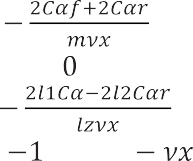 − 2Cαf+2Cαr
mvx
0
− 2l1Cα−2l2Cαr
lzvx
−1 −vx